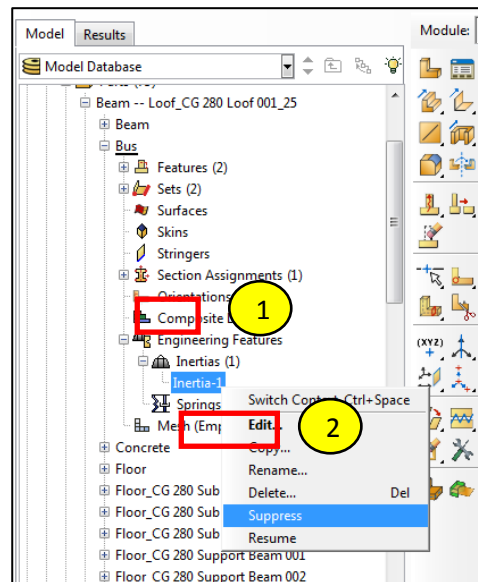 Model Results
Module:
Model Database
Beam -- Loof_CG 280 Loof 001_25
Beam
Bus
Features (2)
Sets (2)
Surfaces
Skins
Stringers
Section Assignments (1)
Orientations
Composite
1
Engineering Features
Inertias (1)
Inertia-1
Springs
Mesh (Emp
Switch Context Ctrl+Space
Edit...
2
Copy...
Rename...
Delete... Del
Suppress
Resume
Concrete
Floor
Floor_CG 280 Sub
Floor_CG 280 Sub
Floor_CG 280 Sub
Floor_CG 280 Support Beam 001
Floor_CG 280 Support Beam 002
(XYZ)